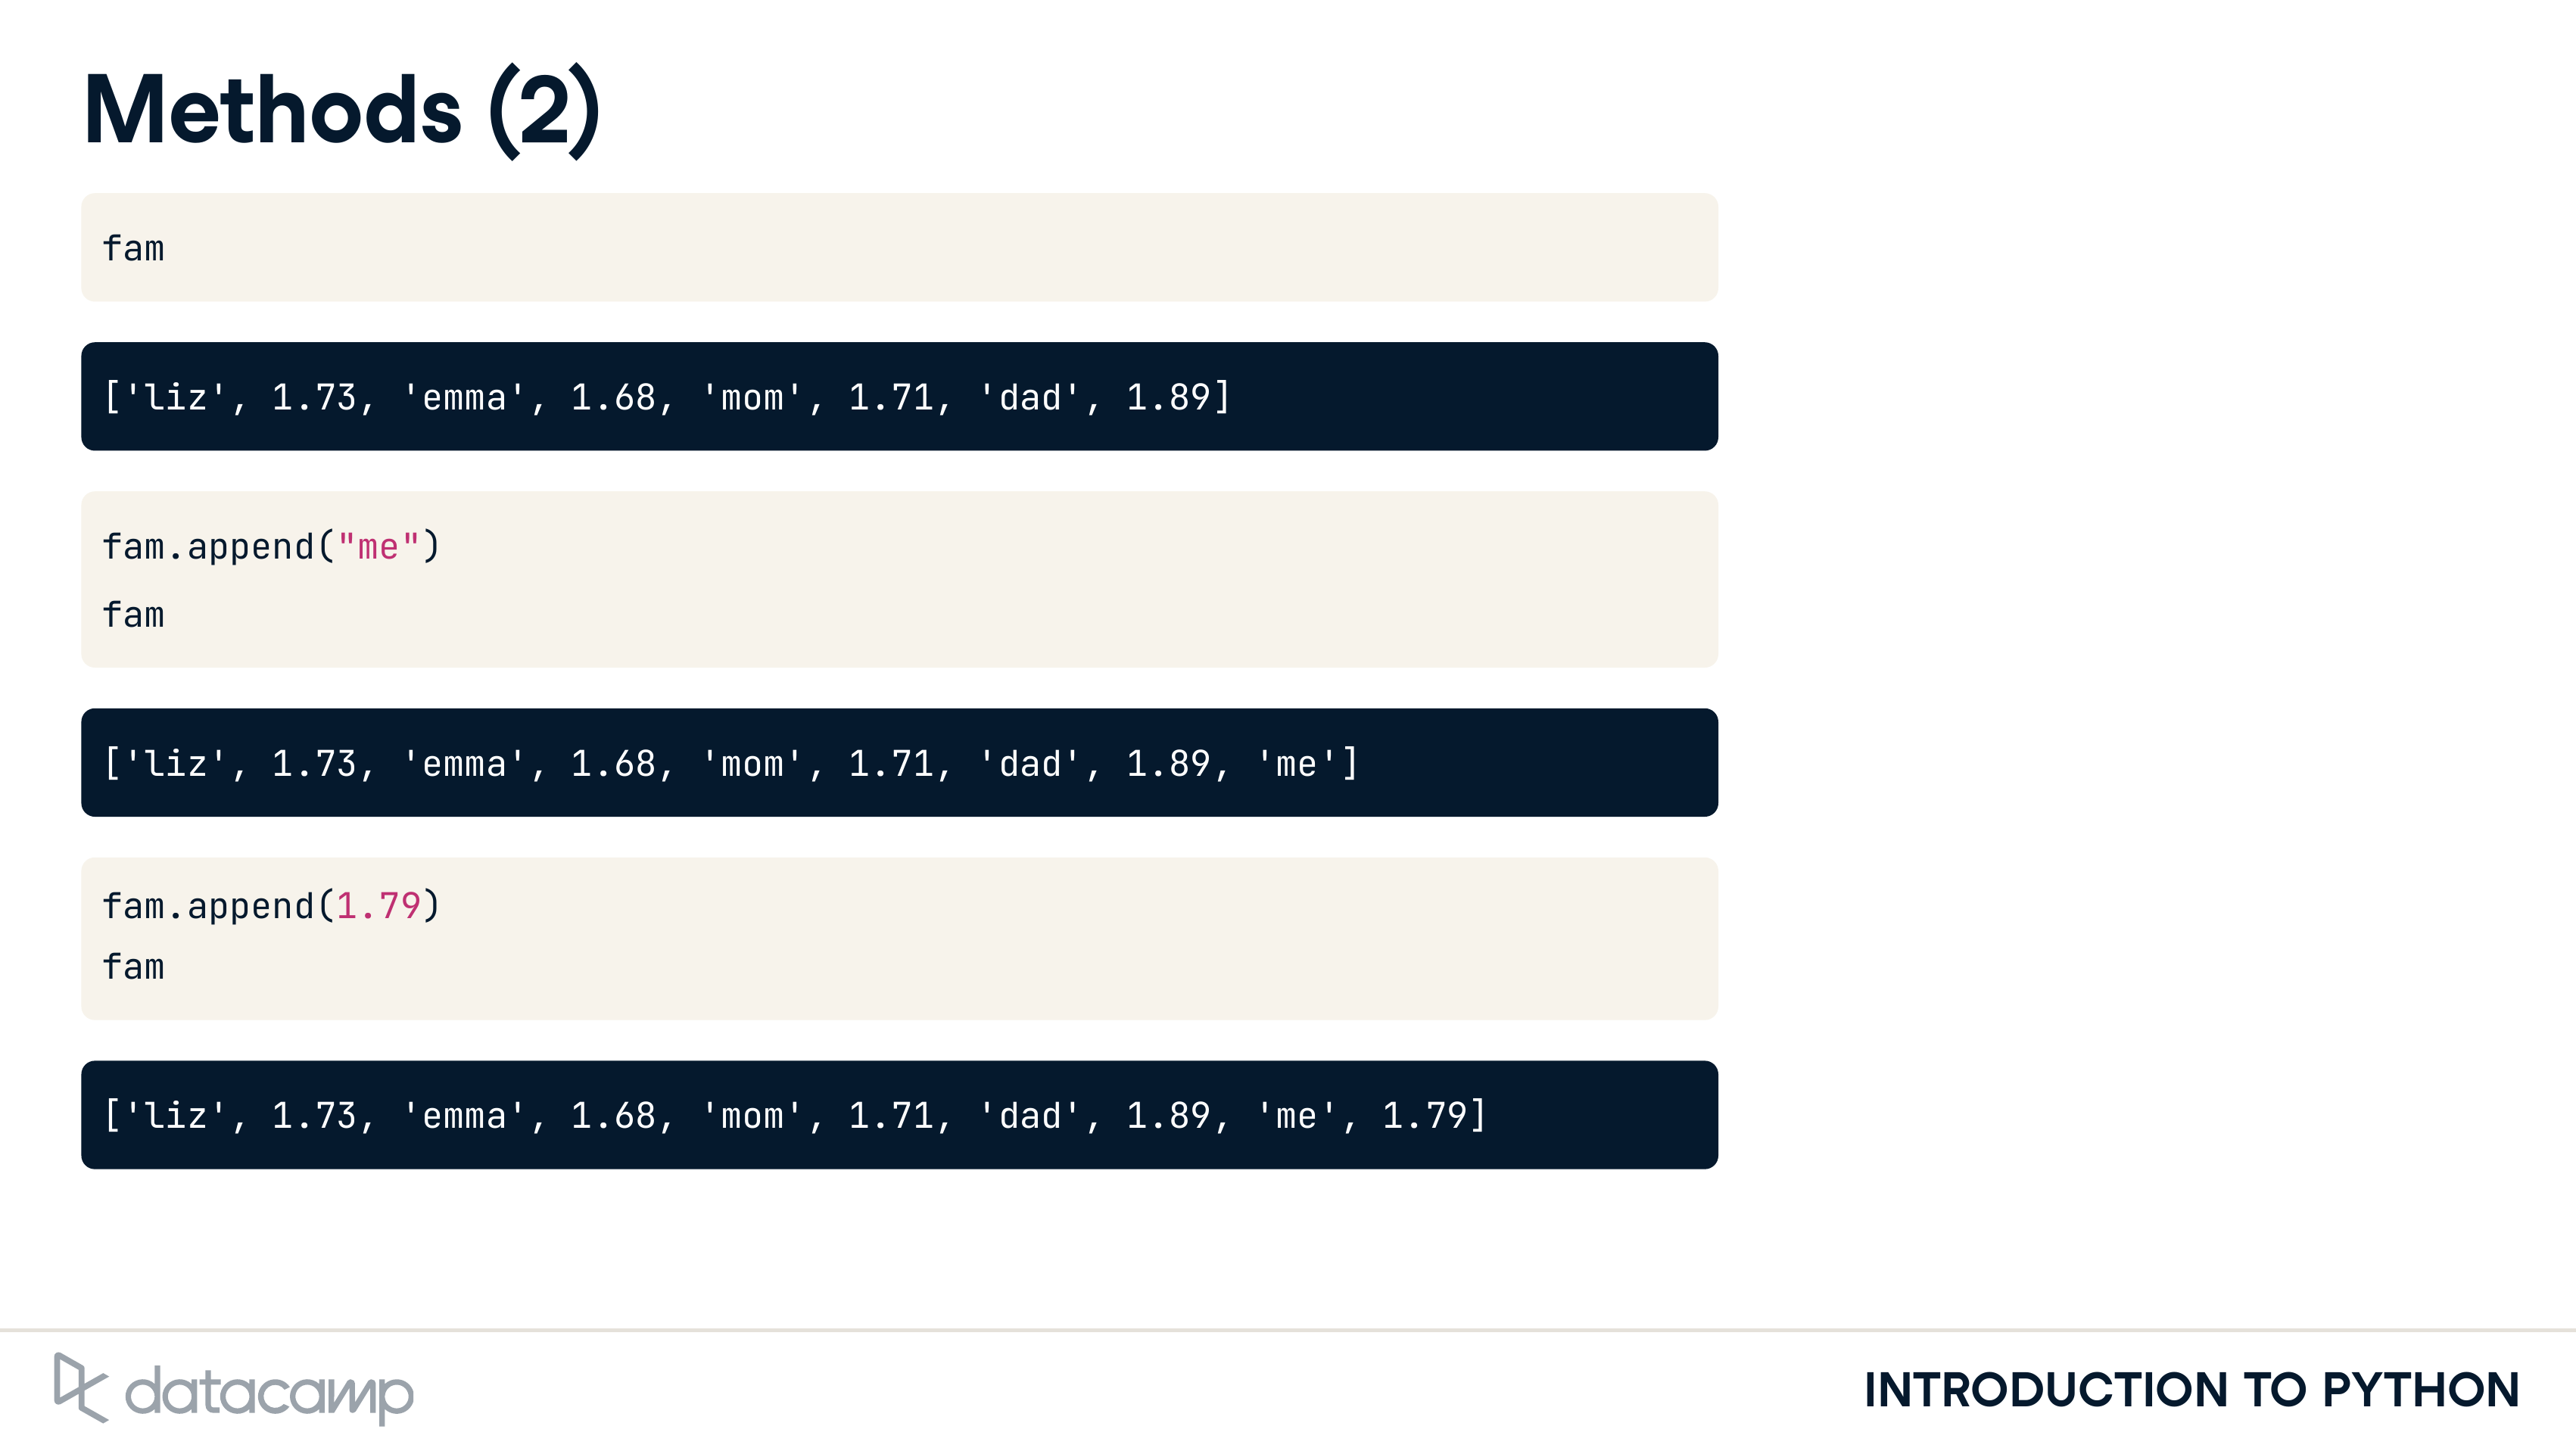 Methods (2)
fam
['liz', 1.73, 'emma', 1.68, 'mom', 1.71, 'dad', 1.89]
fam.append("me")
fam
['liz', 1.73, 'emma', 1.68, 'mom', 1.71, 'dad', 1.89, 'me']
fam.append(1.79)
fam
['liz', 1.73, 'emma', 1.68, 'mom', 1.71, 'dad', 1.89, 'me', 1.79]
datacamp
INTRODUCTION TO PYTHON